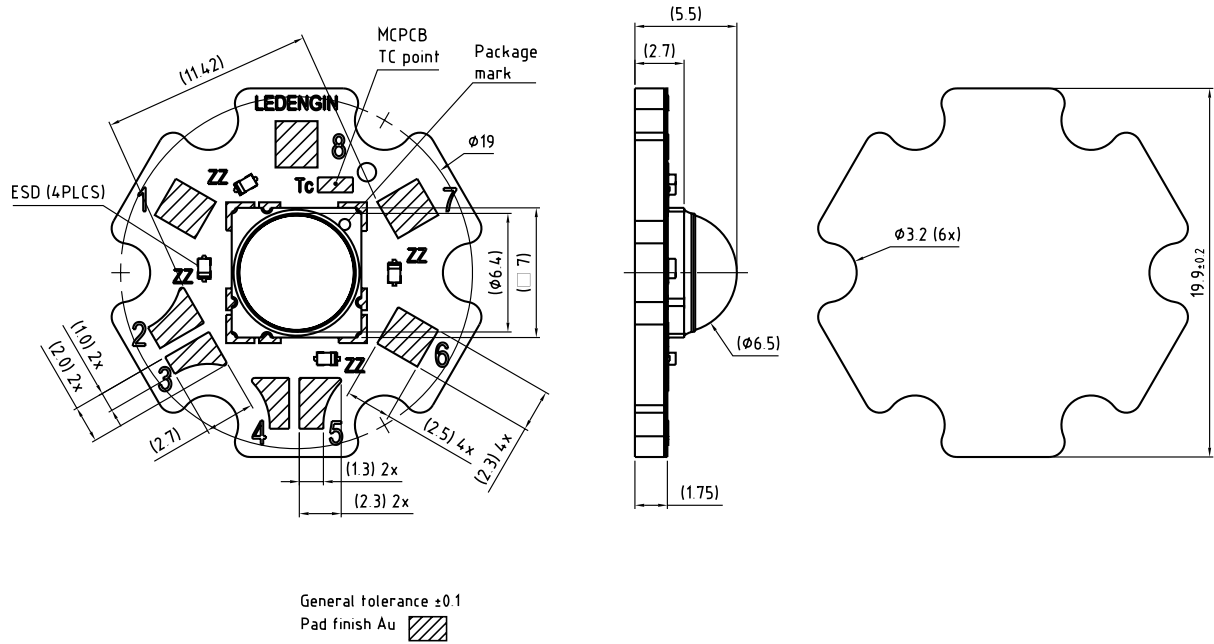 (5.5)
(2.7)
MCPCB
TC point
Package
mark
(11.42)
LEDENGIN
8
ø19
ZZ
Tc
ESD (4PLCS)
1
7
ZZ
ZZ
(ø6.4)
(□ 7)
ø3.2 (6x)
19.9±0.2
2
3
ZZ
6
(ø6.5)
(1.0) 2x
(2.0) 2x
(2.7)
4
5
(2.5) 4x
(2.3) 4x
(1.3) 2x
(2.3) 2x
(1.75)
General tolerance ±0.1
Pad finish Au